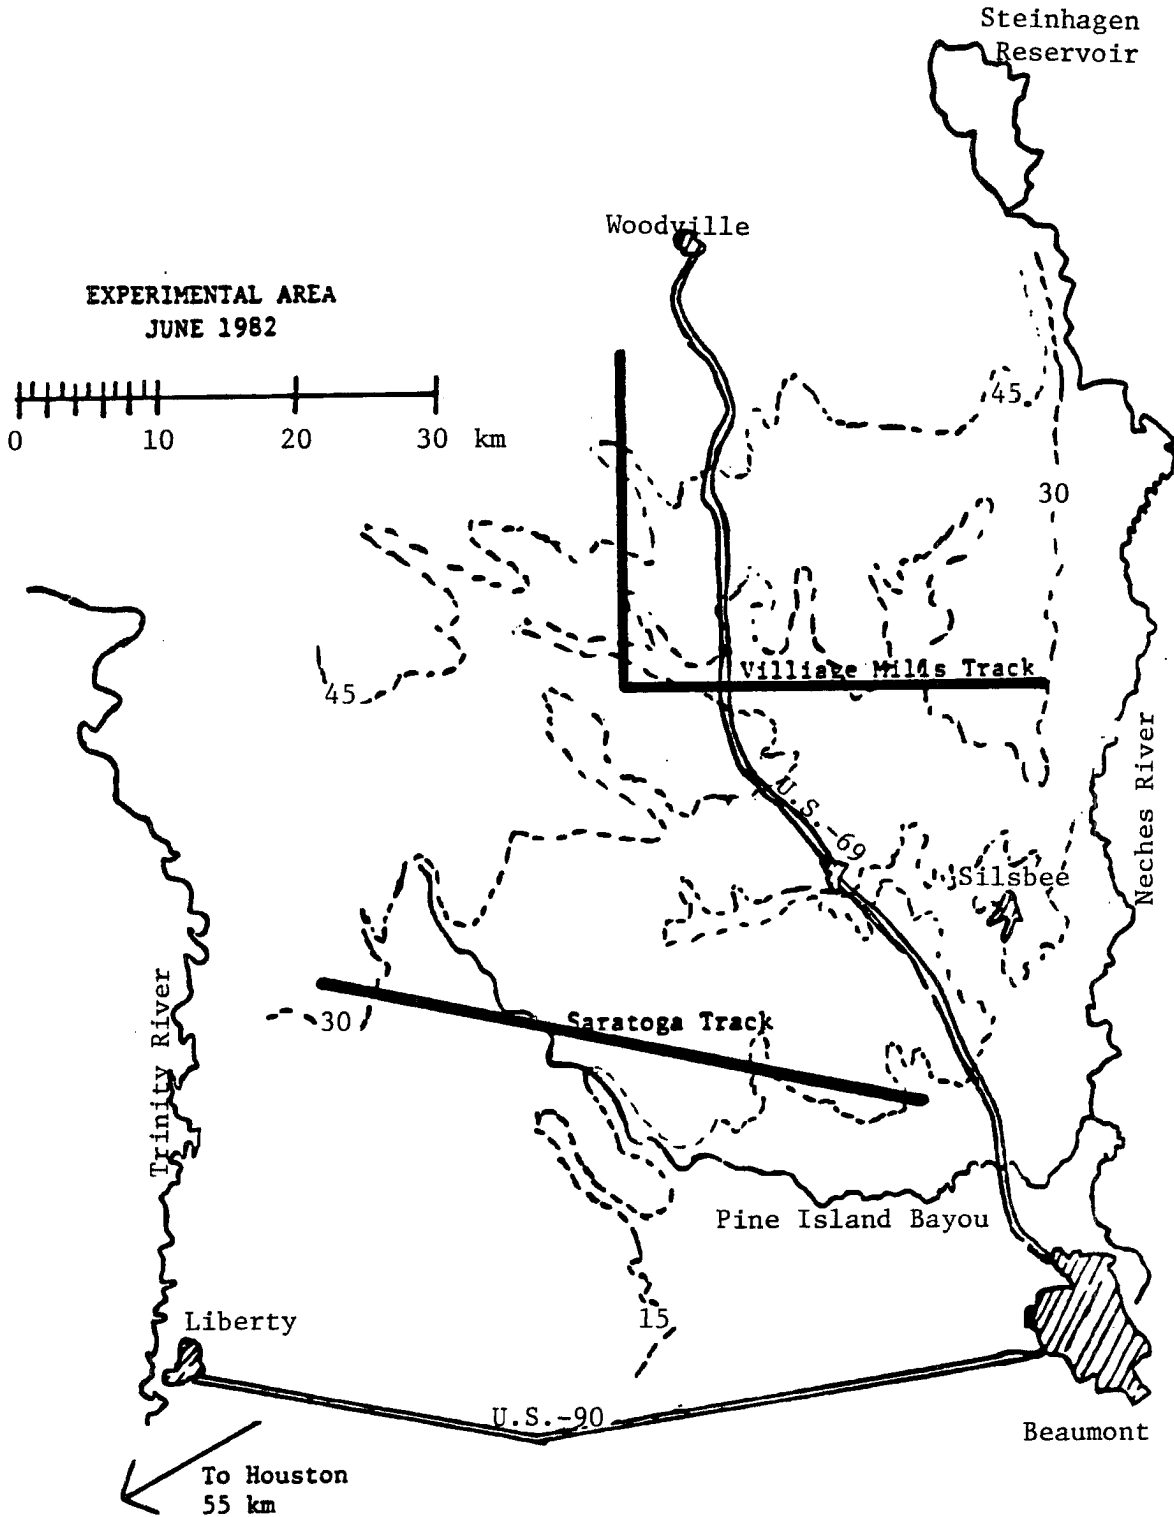 Steinhagen
Reservoir
Woodville
EXPERIMENTAL AREA
JUNE 1982
0 10 20 30 km
45
30
Villiage Mills Track
45
U.S.-69
Silsbee
Neches River
30
Saratoga Track
Trinity River
Pine Island Bayou
15
Liberty
U.S.-90
Beaumont
To Houston
55 km